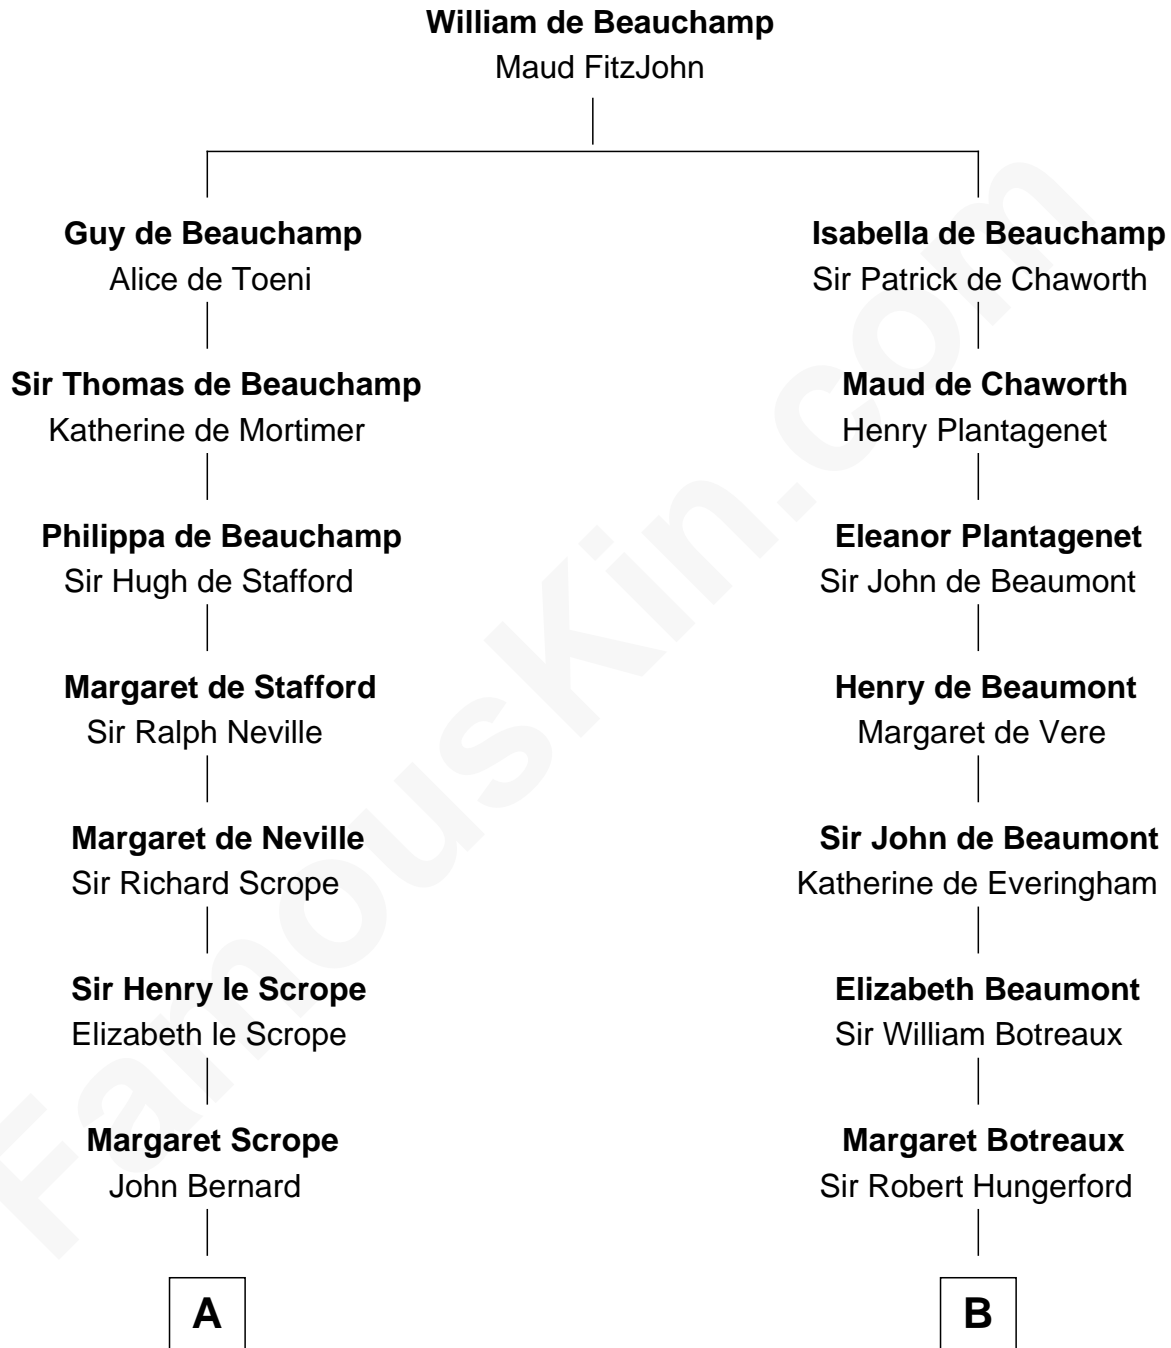 William de Beauchamp
Maud FitzJohn
Guy de Beauchamp
Alice de Toeni
Sir Thomas de Beauchamp
Katherine de Mortimer
Philippa de Beauchamp
Sir Hugh de Stafford
Margaret de Stafford
Sir Ralph Neville
Margaret de Neville
Sir Richard Scrope
Sir Henry le Scrope
Elizabeth le Scrope
Margaret Scrope
John Bernard
A
Isabella de Beauchamp
Sir Patrick de Chaworth
Maud de Chaworth
Henry Plantagenet
Eleanor Plantagenet
Sir John de Beaumont
Henry de Beaumont
Margaret de Vere
Sir John de Beaumont
Katherine de Everingham
Elizabeth Beaumont
Sir William Botreaux
Margaret Botreaux
Sir Robert Hungerford
B
FamousKin.com